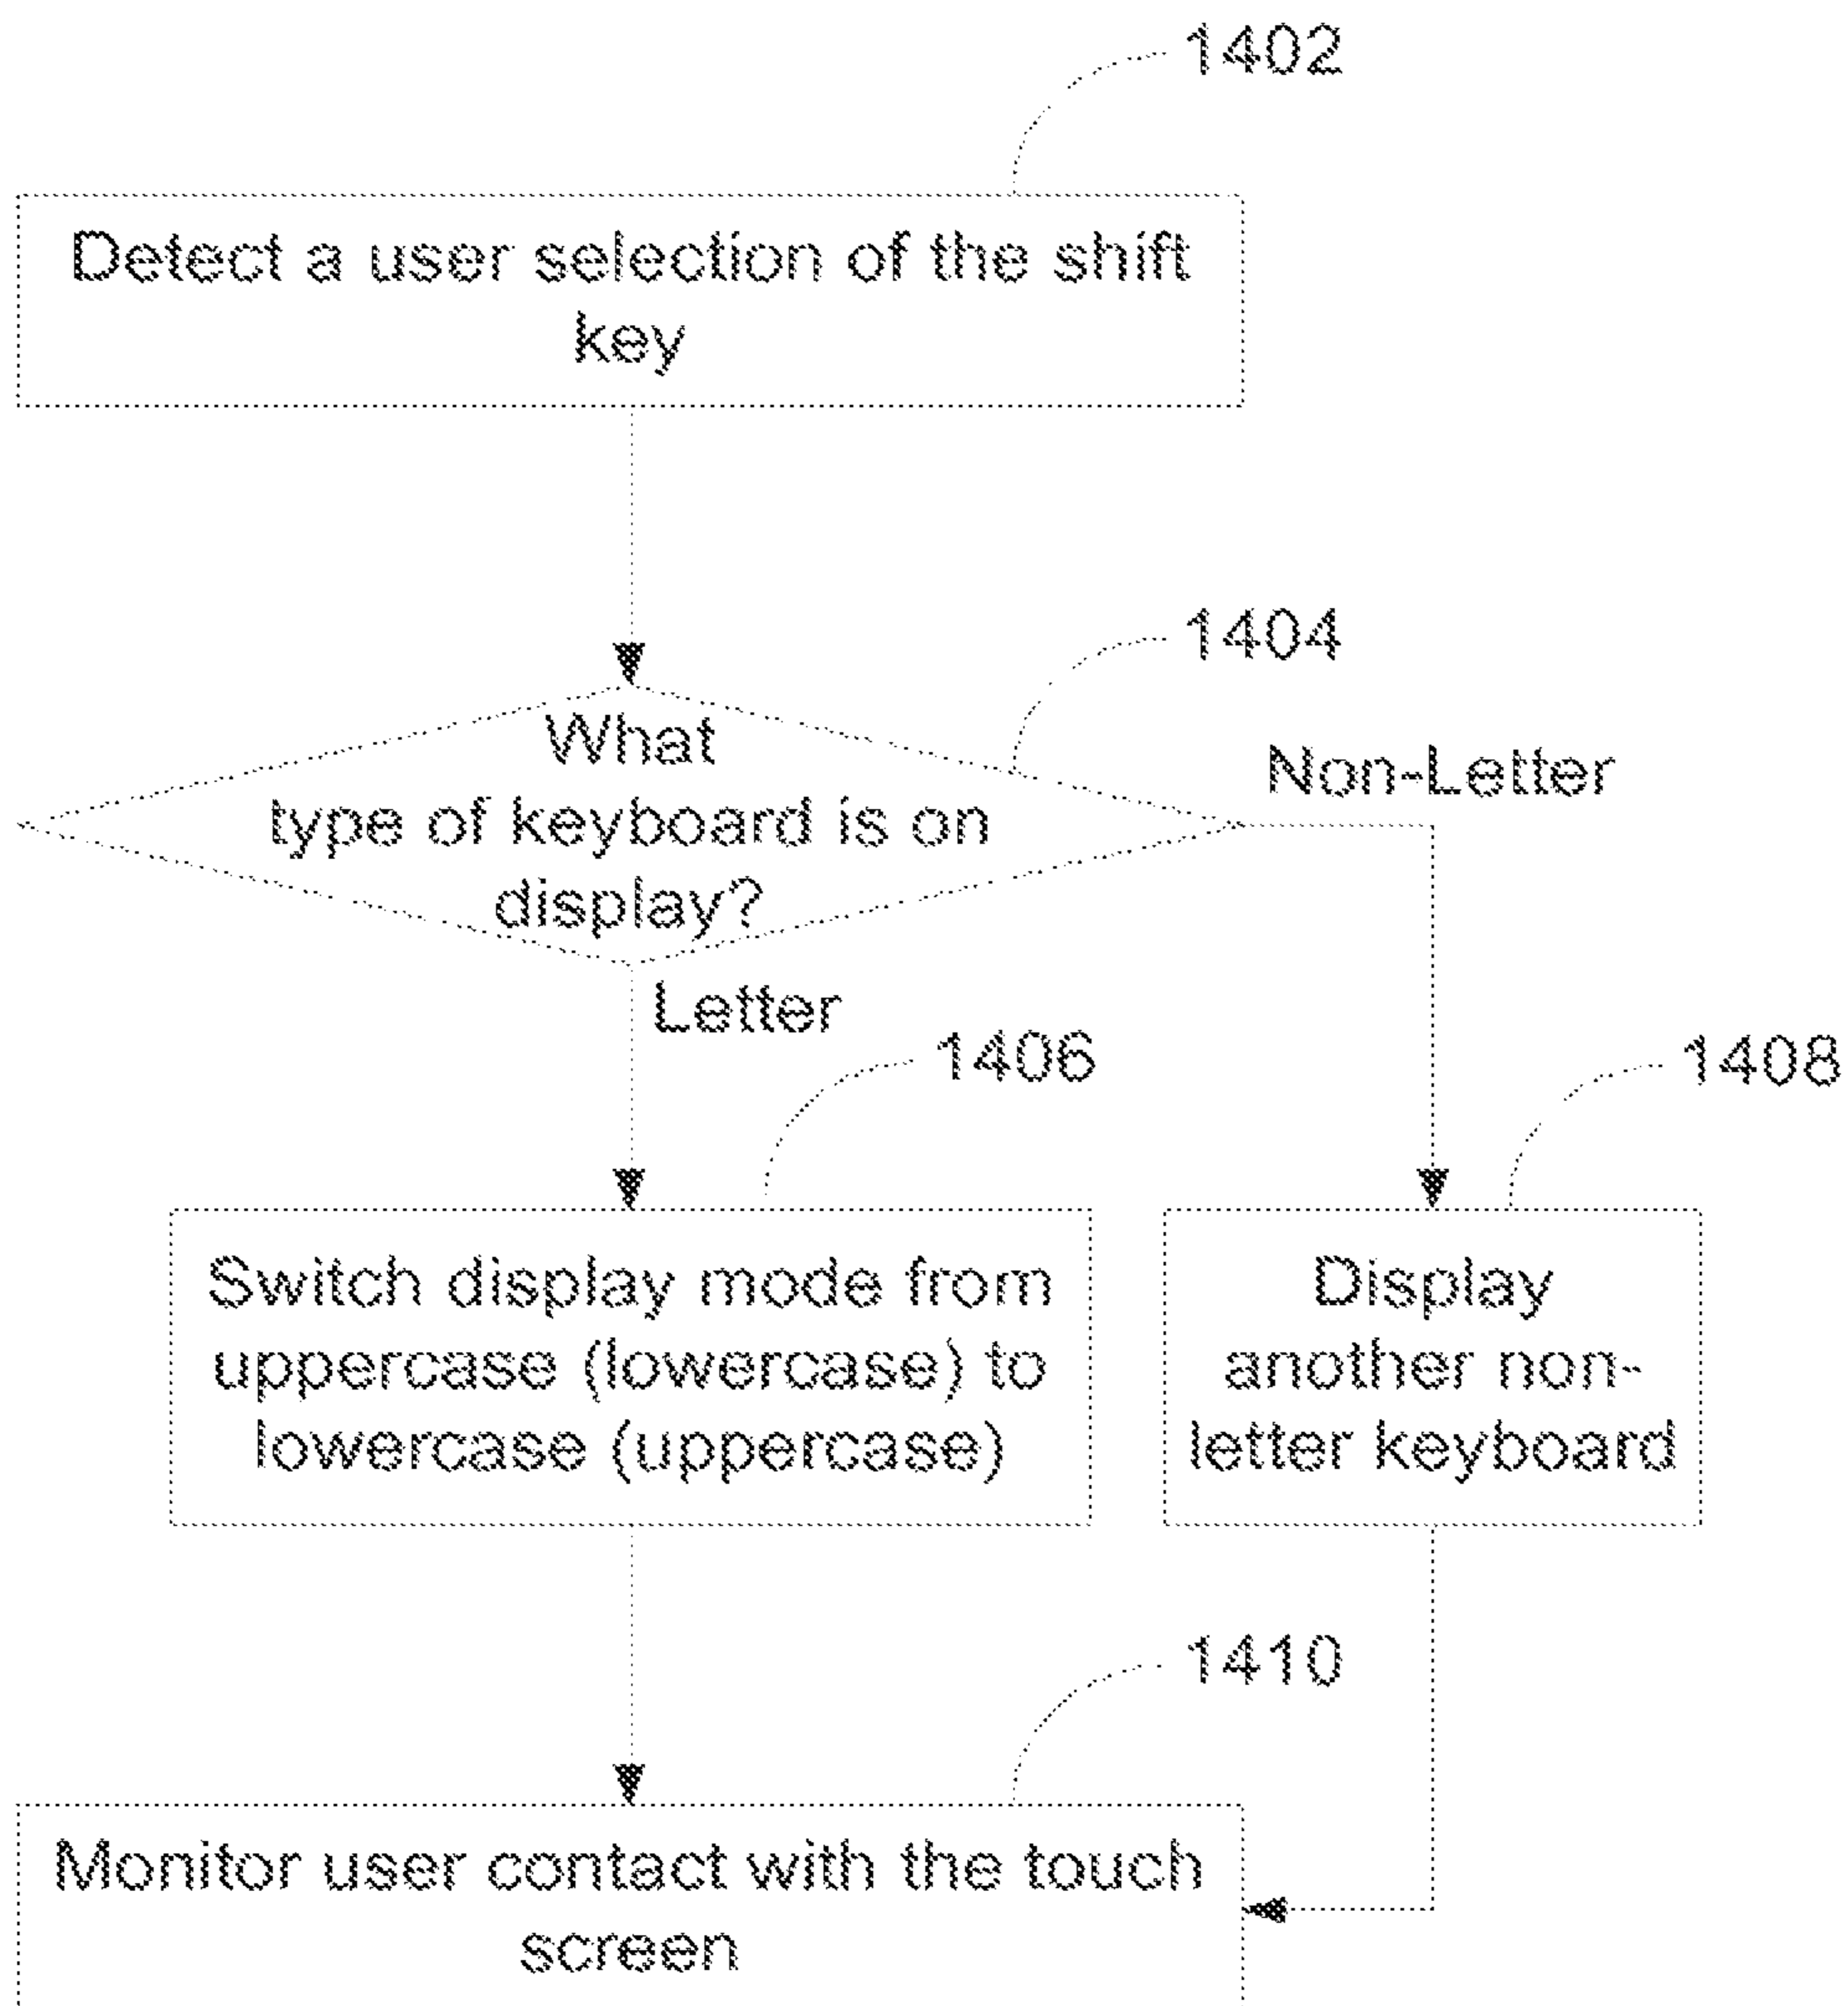 1402
Detect a user selection of the shift
key
1404
What
type of keyboard is on
display?
Non-Letter
Letter
1406
1408
Switch display mode from
uppercase (lowercase) to
lowercase (uppercase)
Display
another non-
letter keyboard
1410
Monitor user contact with the touch
screen